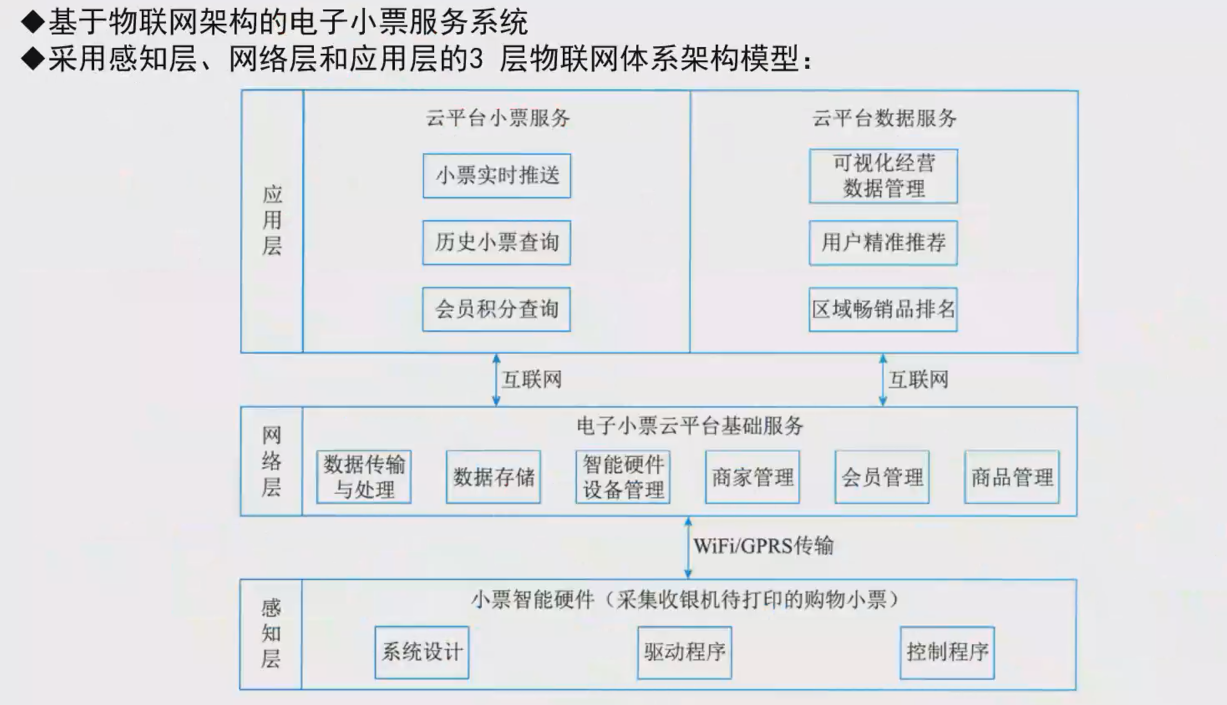 ◆基于物联网架构的电子小票服务系统
◆采用感知层、网络层和应用层的3 层物联网体系架构模型：
应用层
云平台小票服务
小票实时推送
历史小票查询
会员积分查询
云平台数据服务
可视化经营
数据管理
用户精准推荐
区域畅销品排名
互联网
互联网
网络层
电子小票云平台基础服务
数据传输
与处理
数据存储
智能硬件
设备管理
商家管理
会员管理
商品管理
WiFi/GPRS传输
感知层
小票智能硬件（采集收银机待打印的购物小票）
系统设计
驱动程序
控制程序